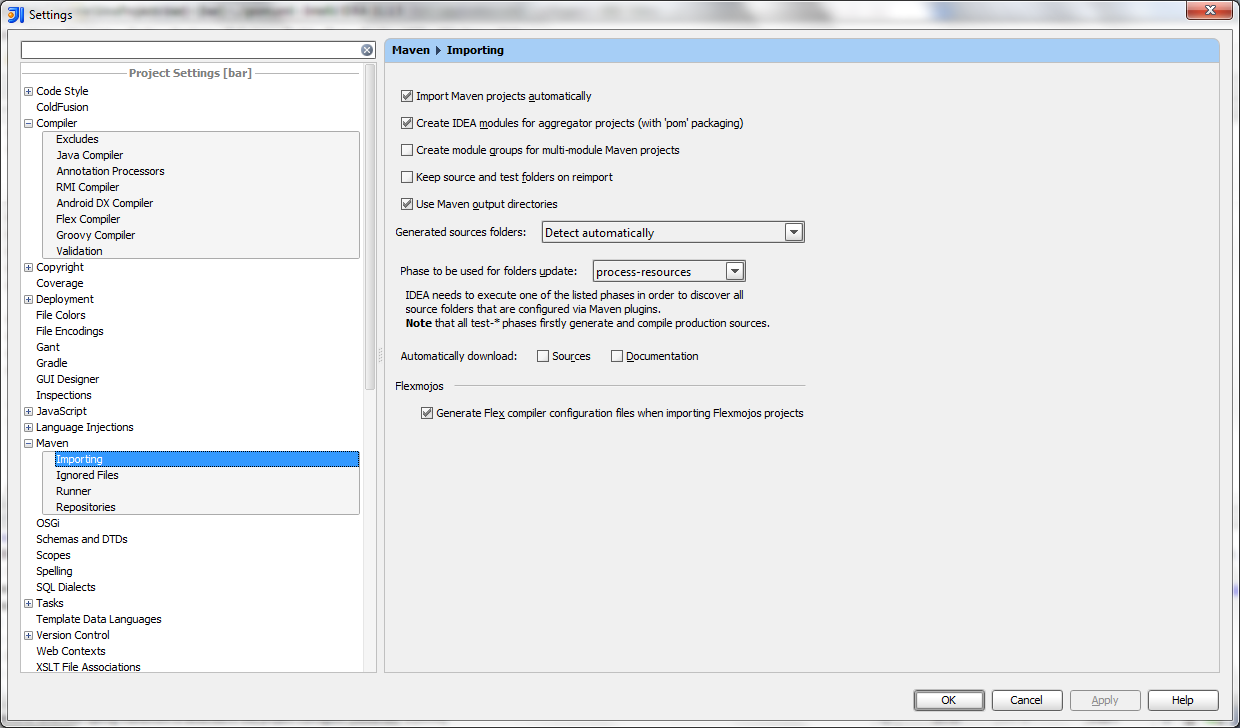 Settings
Project Settings [bar]
Code Style
ColdFusion
Compiler
Excludes
Java Compiler
Annotation Processors
RMI Compiler
Android DX Compiler
Flex Compiler
Groovy Compiler
Validation
Copyright
Coverage
Deployment
File Colors
File Encodings
Gant
Gradle
GUI Designer
Inspections
JavaScript
Language Injections
Maven
Importing
Ignored Files
Runner
Repositories
OSGi
Schemas and DTDs
Scopes
Spelling
SQL Dialects
Tasks
Template Data Languages
Version Control
Web Contexts
XSLT File Associations
Maven Importing
Import Maven projects automatically
Create IDEA modules for aggregator projects (with 'pom' packaging)
Create module groups for multi-module Maven projects
Keep source and test folders on reimport
Use Maven output directories
Generated sources folders: Detect automatically
Phase to be used for folders update: process-resources
IDEA needs to execute one of the listed phases in order to discover all
source folders that are configured via Maven plugins.
Note that all test-* phases firstly generate and compile production sources.
Automatically download: Sources Documentation
Flexmojos
Generate Flex compiler configuration files when importing Flexmojos projects
OK Cancel Apply Help